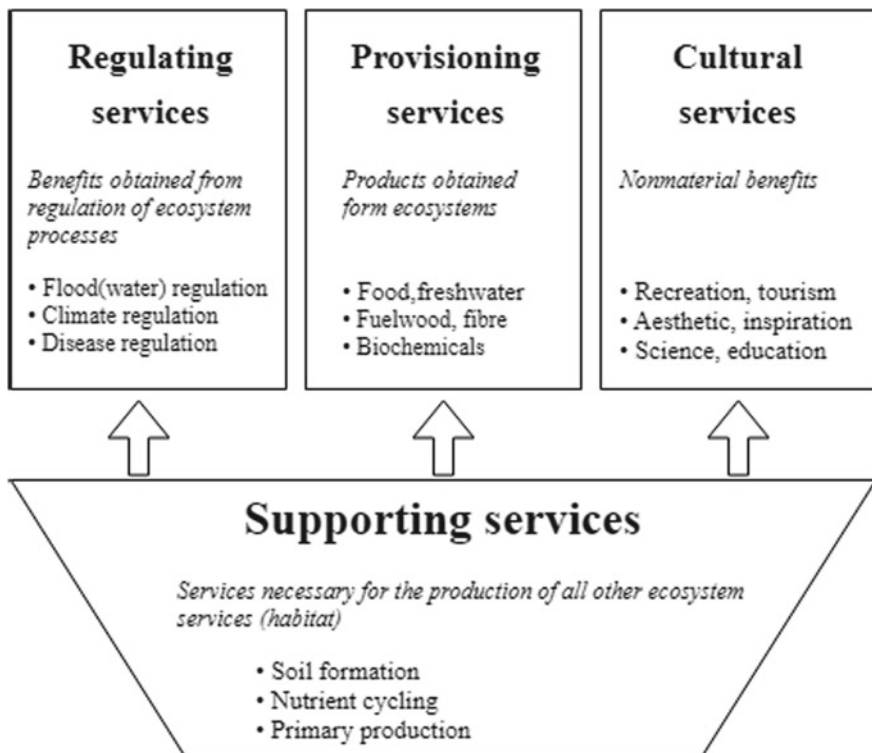 Regulating
services
Benefits obtained from
regulation of ecosystem
processes
• Flood(water) regulation
• Climate regulation
• Disease regulation
Provisioning
services
Products obtained
form ecosystems
• Food,freshwater
• Fuelwood, fibre
• Biochemicals
Cultural
services
Nonmaterial benefits
• Recreation, tourism
• Aesthetic, inspiration
• Science, education
Supporting services
Services necessary for the production of all other ecosystem
services (habitat)
• Soil formation
• Nutrient cycling
• Primary production